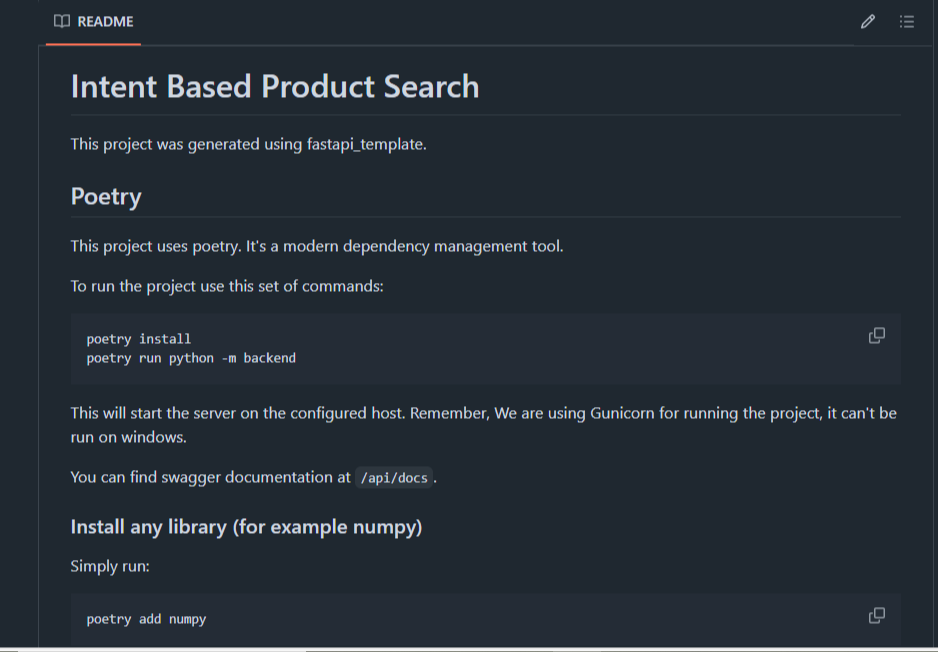 README
Intent Based Product Search
This project was generated using fastapi_template.
Poetry
This project uses poetry. It's a modern dependency management tool.
To run the project use this set of commands:
poetry install
poetry run python -m backend
This will start the server on the configured host. Remember, We are using Gunicorn for running the project, it can't be
run on windows.
You can find swagger documentation at /api/docs.
Install any library (for example numpy)
Simply run:
poetry add numpy